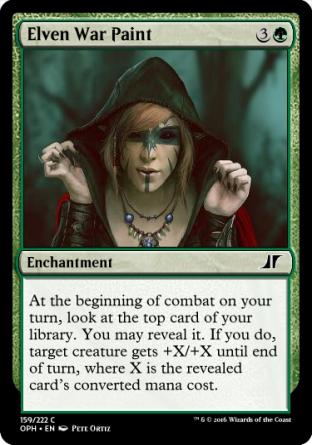 Elven War Paint 3
Enchantment
At the beginning of combat on your
turn, look at the top card of your
library. You may reveal it. If you do,
target creature gets +X/+X until end
of turn, where X is the revealed
card's converted mana cost.
159/222 C
OPH • EN Pete Ortiz
™ & © 2016 Wizards of the Coast